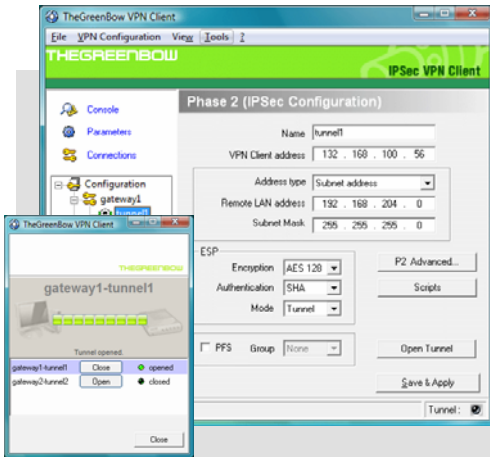 TheGreenBow VPN Client
File VPN Configuration View Tools ?
THEGREENBOW
IPSec VPN Client
Console
Parameters
Connections
Configuration
gateway1
tunnel1
Phase 2 (IPSec Configuration)
Name tunnel1
VPN Client address 132 . 168 . 100 . 56
Address type Subnet address
Remote LAN address 192 . 168 . 204 . 0
Subnet Mask 255 . 255 . 255 . 0
ESP
Encryption AES 128
Authentication SHA
Mode Tunnel
P2 Advanced...
Scripts
PFS Group None
Open Tunnel
Save & Apply
Tunnel:
TheGreenBow VPN Client
THEGREENBOW
gateway1-tunnel1
Tunnel opened.
gateway1-tunnel1 Close opened
gateway2-tunnel2 Open closed
Close